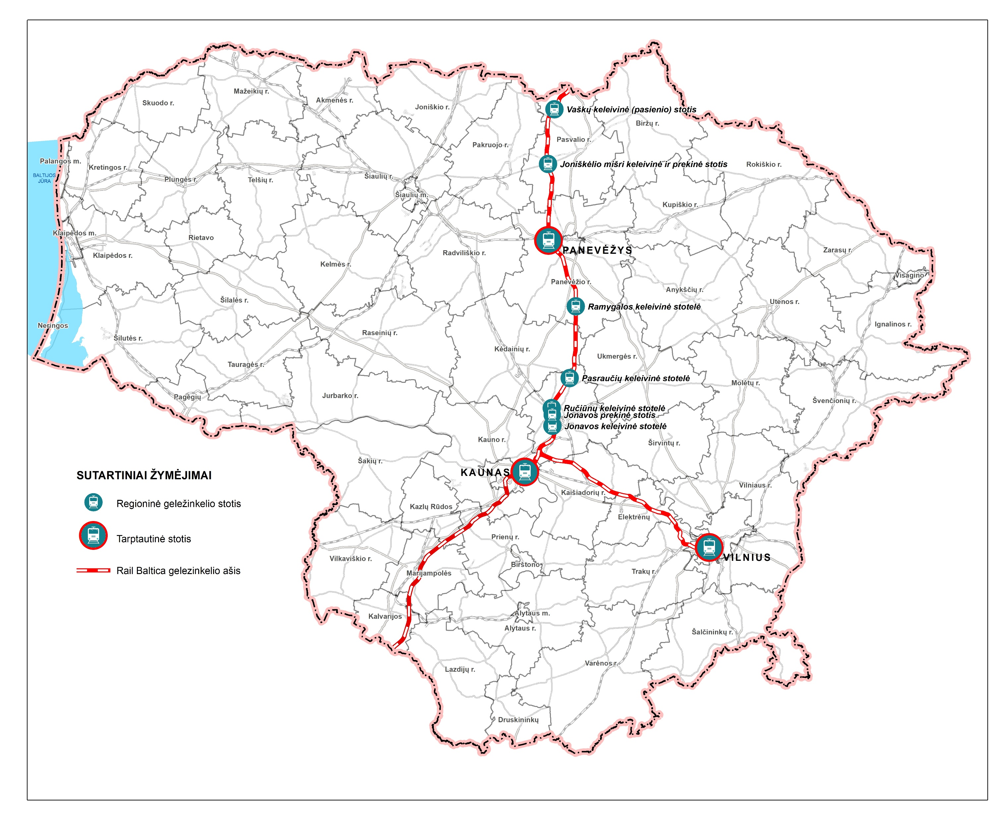 Skuodo r.
Mažeikių r.
Akmenės r.
Joniškio r.
Vaškų keleivinė (pasienio) stotis
Biržų r.
Pasvalio r.
Pakruojo r.
Palangos m.
Kretingos r.
BALTIJOS
JŪRA
Plungės r.
Telšių r.
Šiaulių r.
Joniškėlio mišri keleivinė ir prekinė stotis
Rokiškio r.
Šiaulių m.
Kupiškio r.
Klaipėdos m.
Rietavo
Klaipėdos r.
Radviliškio r.
PANEVĖŽYS
Zarasų r.
Kelmės r.
Visagino
Panevėžio r.
Anykščių r.
Šilalės r.
Utenos r.
Ramygalos keleivinė stotelė
Neringos
Ignalinos r.
Šilutės r.
Raseinių r.
Kėdainių r.
Ukmergės r.
Tauragės r.
Pasraučių keleivinė stotelė
Molėtų r.
Pagėgių
Jurbarko r.
Švenčionių r.
Ručiūnų keleivinė stotelė
Jonavos prekinė stotis
Jonavos keleivinė stotelė
Kauno r.
Širvintų r.
Šakių r.
KAUNAS
SUTARTINIAI ŽYMĖJIMAI
Vilniaus r.
Kaišiadorių r.
Regioninė geležinkelio stotis
Kazlų Rūdos
Elektrėnų
Tarptautinė stotis
Prienų r.
Vilkaviškio r.
VILNIUS
Birštono
Rail Baltica gelezinkelio ašis
Marijampolės
Trakų r.
Kalvarijos
Alytaus m.
Alytaus r.
Šalčininkų r.
Lazdijų r.
Varėnos r.
Druskininkų